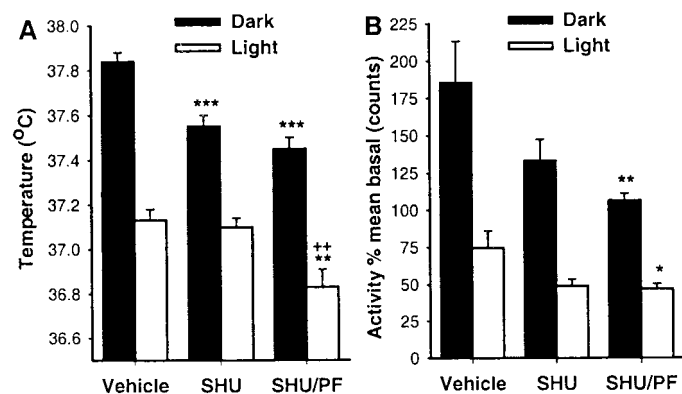 A
Dark
Light
Temperature (°C)
38.0
37.8
37.6
37.4
37.2
37.0
36.8
36.6
***
***
++
**
Vehicle SHU SHU/PF
B
Dark
Light
Activity % mean basal (counts)
225
200
175
150
125
100
75
50
25
0
**
*
Vehicle SHU SHU/PF